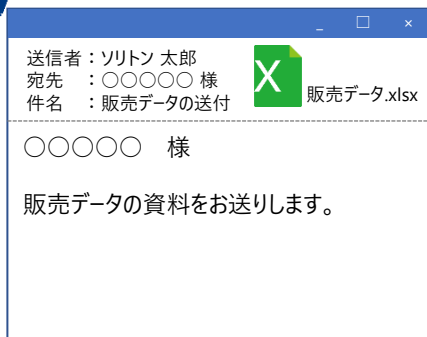 送信者：ソリトン 太郎
宛先　：〇〇〇〇〇 様
件名　：販売データの送付
X
販売データ.xlsx
〇〇〇〇〇　様
販売データの資料をお送りします。